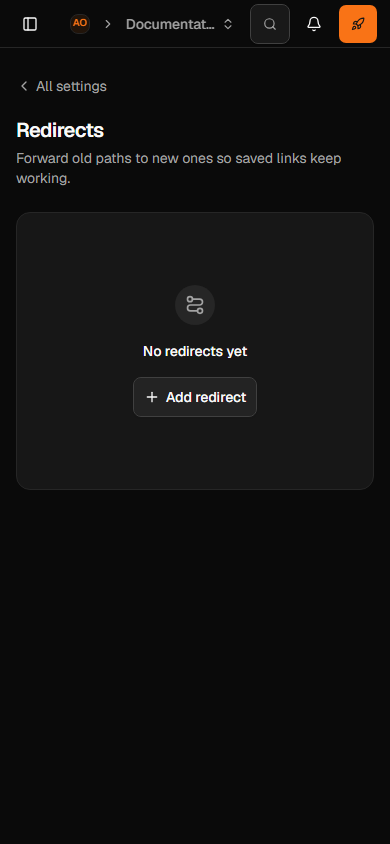 AO
Documentat...
All settings
Redirects
Forward old paths to new ones so saved links keep
working.
No redirects yet
Add redirect